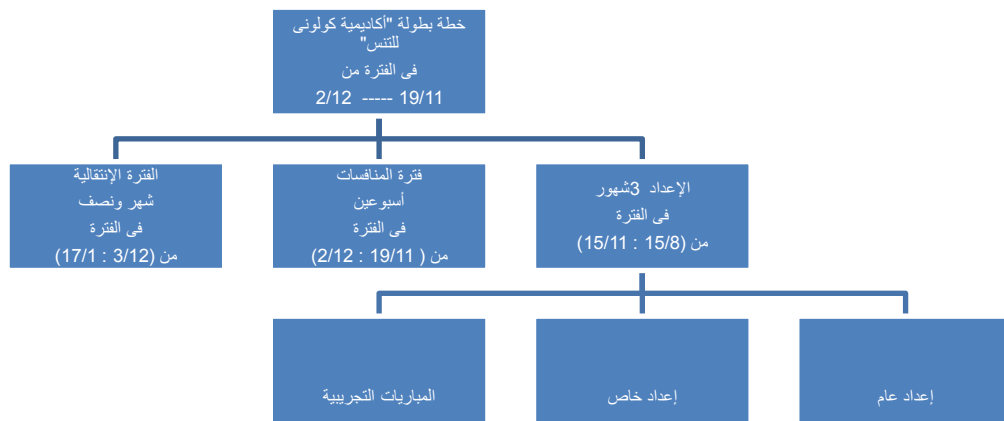 خطة بطولة "أكاديمية كولونى
للتنس"
فى الفترة من
19/11 ----- 2/12
الإعداد 3شهور
فى الفترة
من (15/8 : 15/11)
فترة المنافسات
أسبوعين
فى الفترة
من ( 19/11 : 2/12)
الفترة الإنتقالية
شهر ونصف
فى الفترة
من (3/12 : 17/1)
إعداد عام
إعداد خاص
المباريات التجريبية